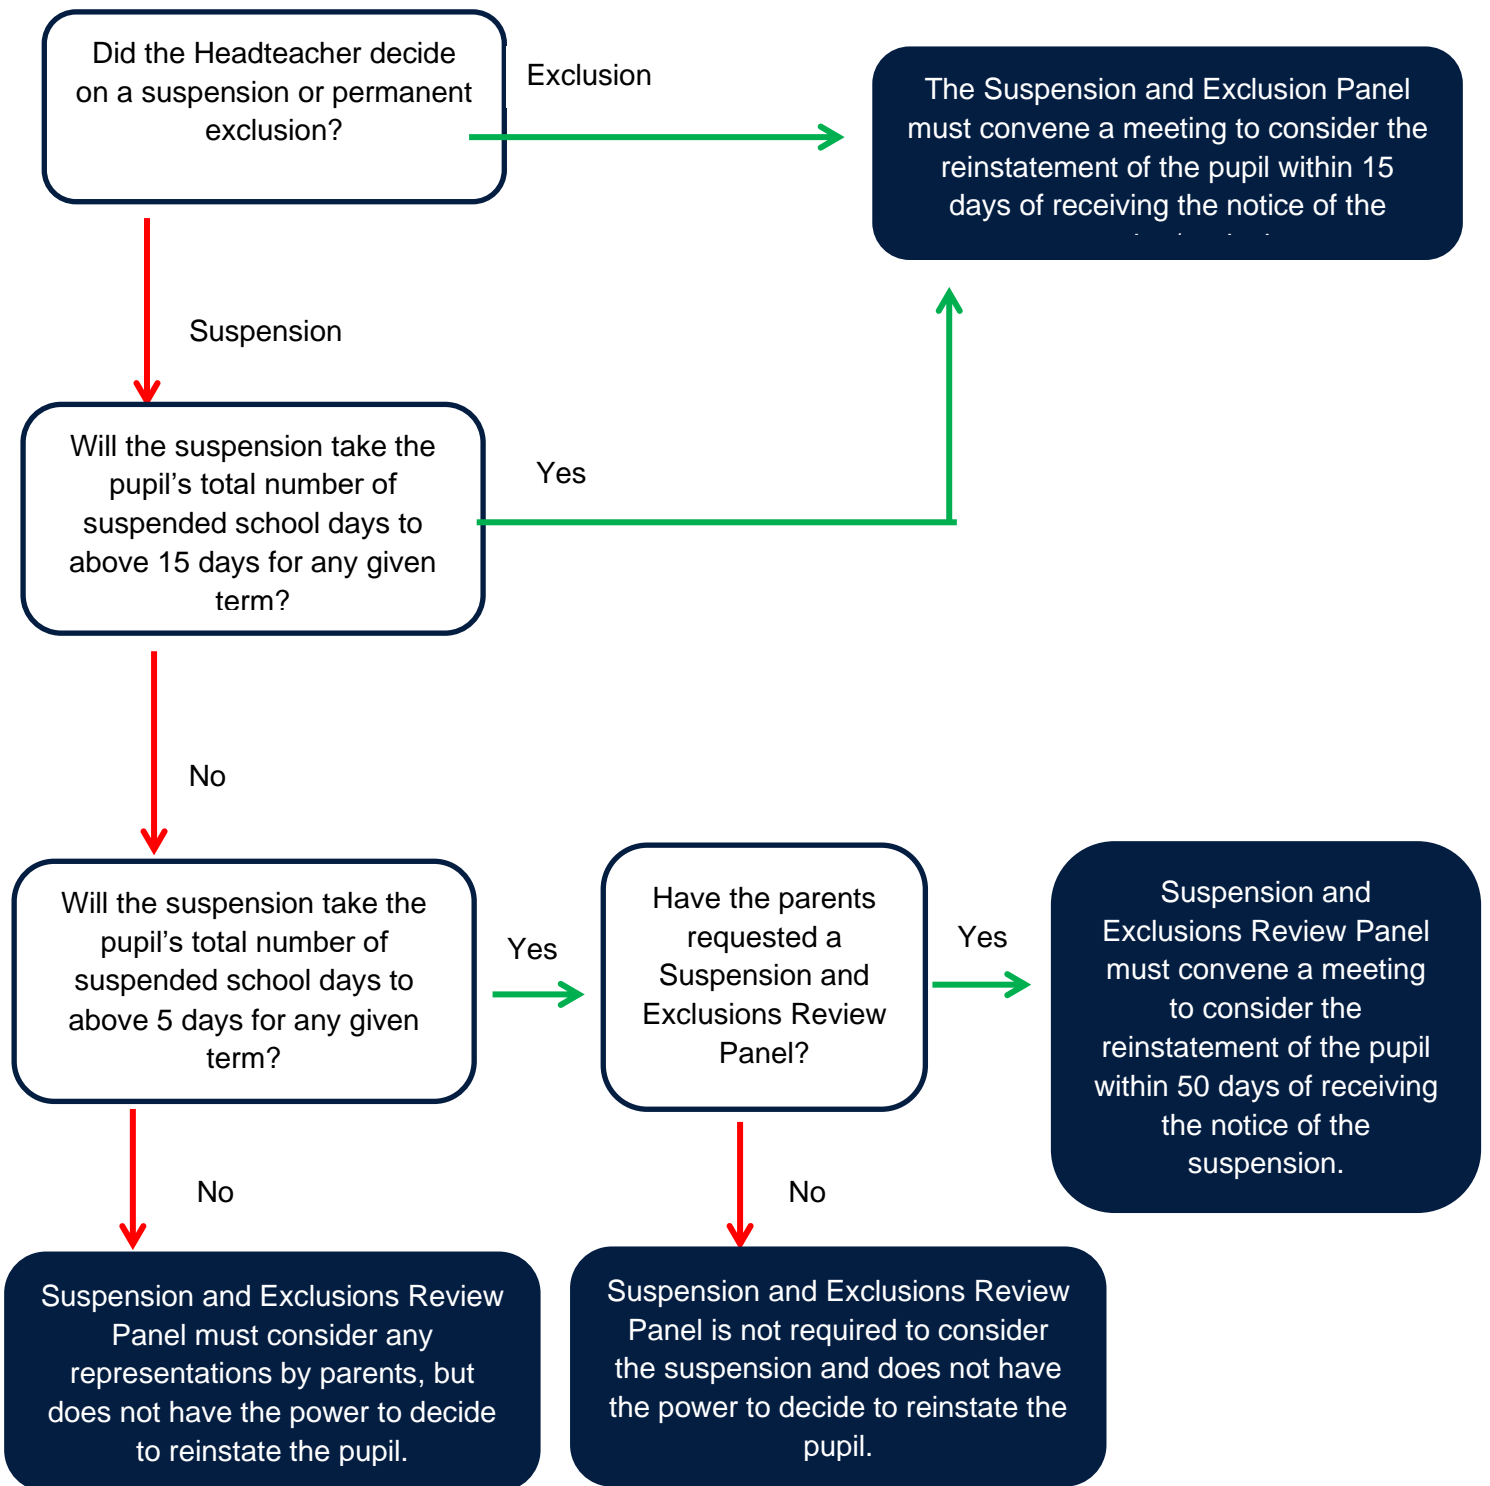 Did the Headteacher decide
on a suspension or permanent
exclusion?
Exclusion
The Suspension and Exclusion Panel
must convene a meeting to consider the
reinstatement of the pupil within 15
days of receiving the notice of the
Suspension
Will the suspension take the
pupil’s total number of
suspended school days to
above 15 days for any given
term?
Yes
No
Will the suspension take the
pupil’s total number of
suspended school days to
above 5 days for any given
term?
Yes
Have the parents
requested a
Suspension and
Exclusions Review
Panel?
Yes
Suspension and
Exclusions Review Panel
must convene a meeting
to consider the
reinstatement of the pupil
within 50 days of receiving
the notice of the
suspension.
No
No
Suspension and Exclusions Review
Panel must consider any
representations by parents, but
does not have the power to decide
to reinstate the pupil.
Suspension and Exclusions Review
Panel is not required to consider
the suspension and does not have
the power to decide to reinstate the
pupil.